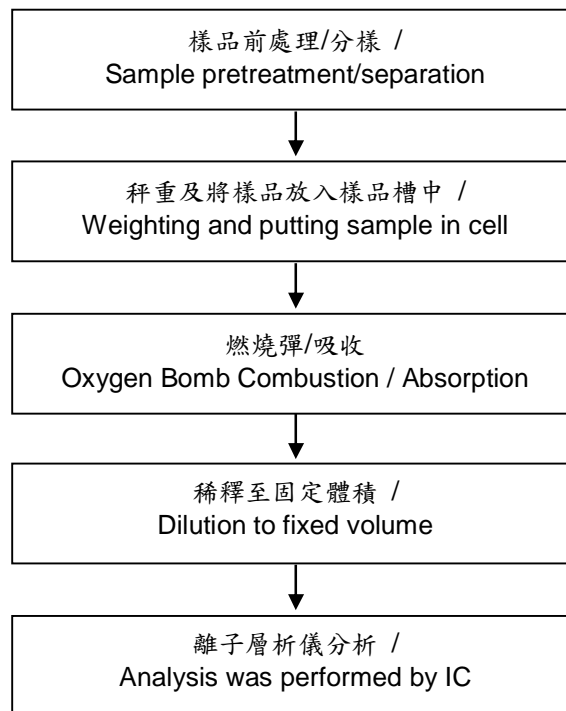 樣品前處理/分樣 /
Sample pretreatment/separation
秤重及將樣品放入樣品槽中 /
Weighting and putting sample in cell
燃燒彈/吸收
Oxygen Bomb Combustion / Absorption
稀釋至固定體積 /
Dilution to fixed volume
離子層析儀分析 /
Analysis was performed by IC